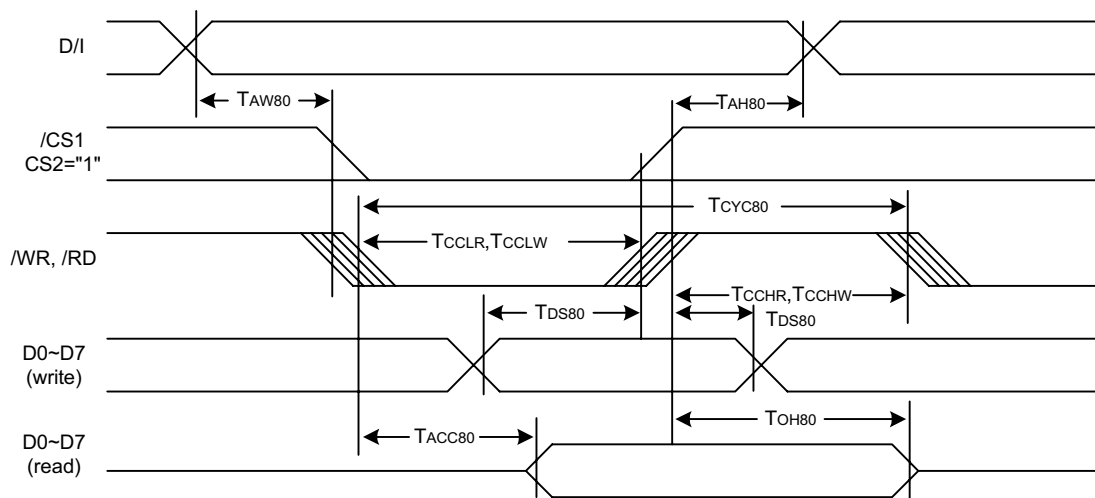 D/I
TAW80
TAH80
/CS1
CS2="1"
TCYC80
/WR, /RD
TCCLR,TCCLW
TCCHR,TCCHW
TDS80
TDS80
D0~D7
(write)
TACC80
TOH80
D0~D7
(read)